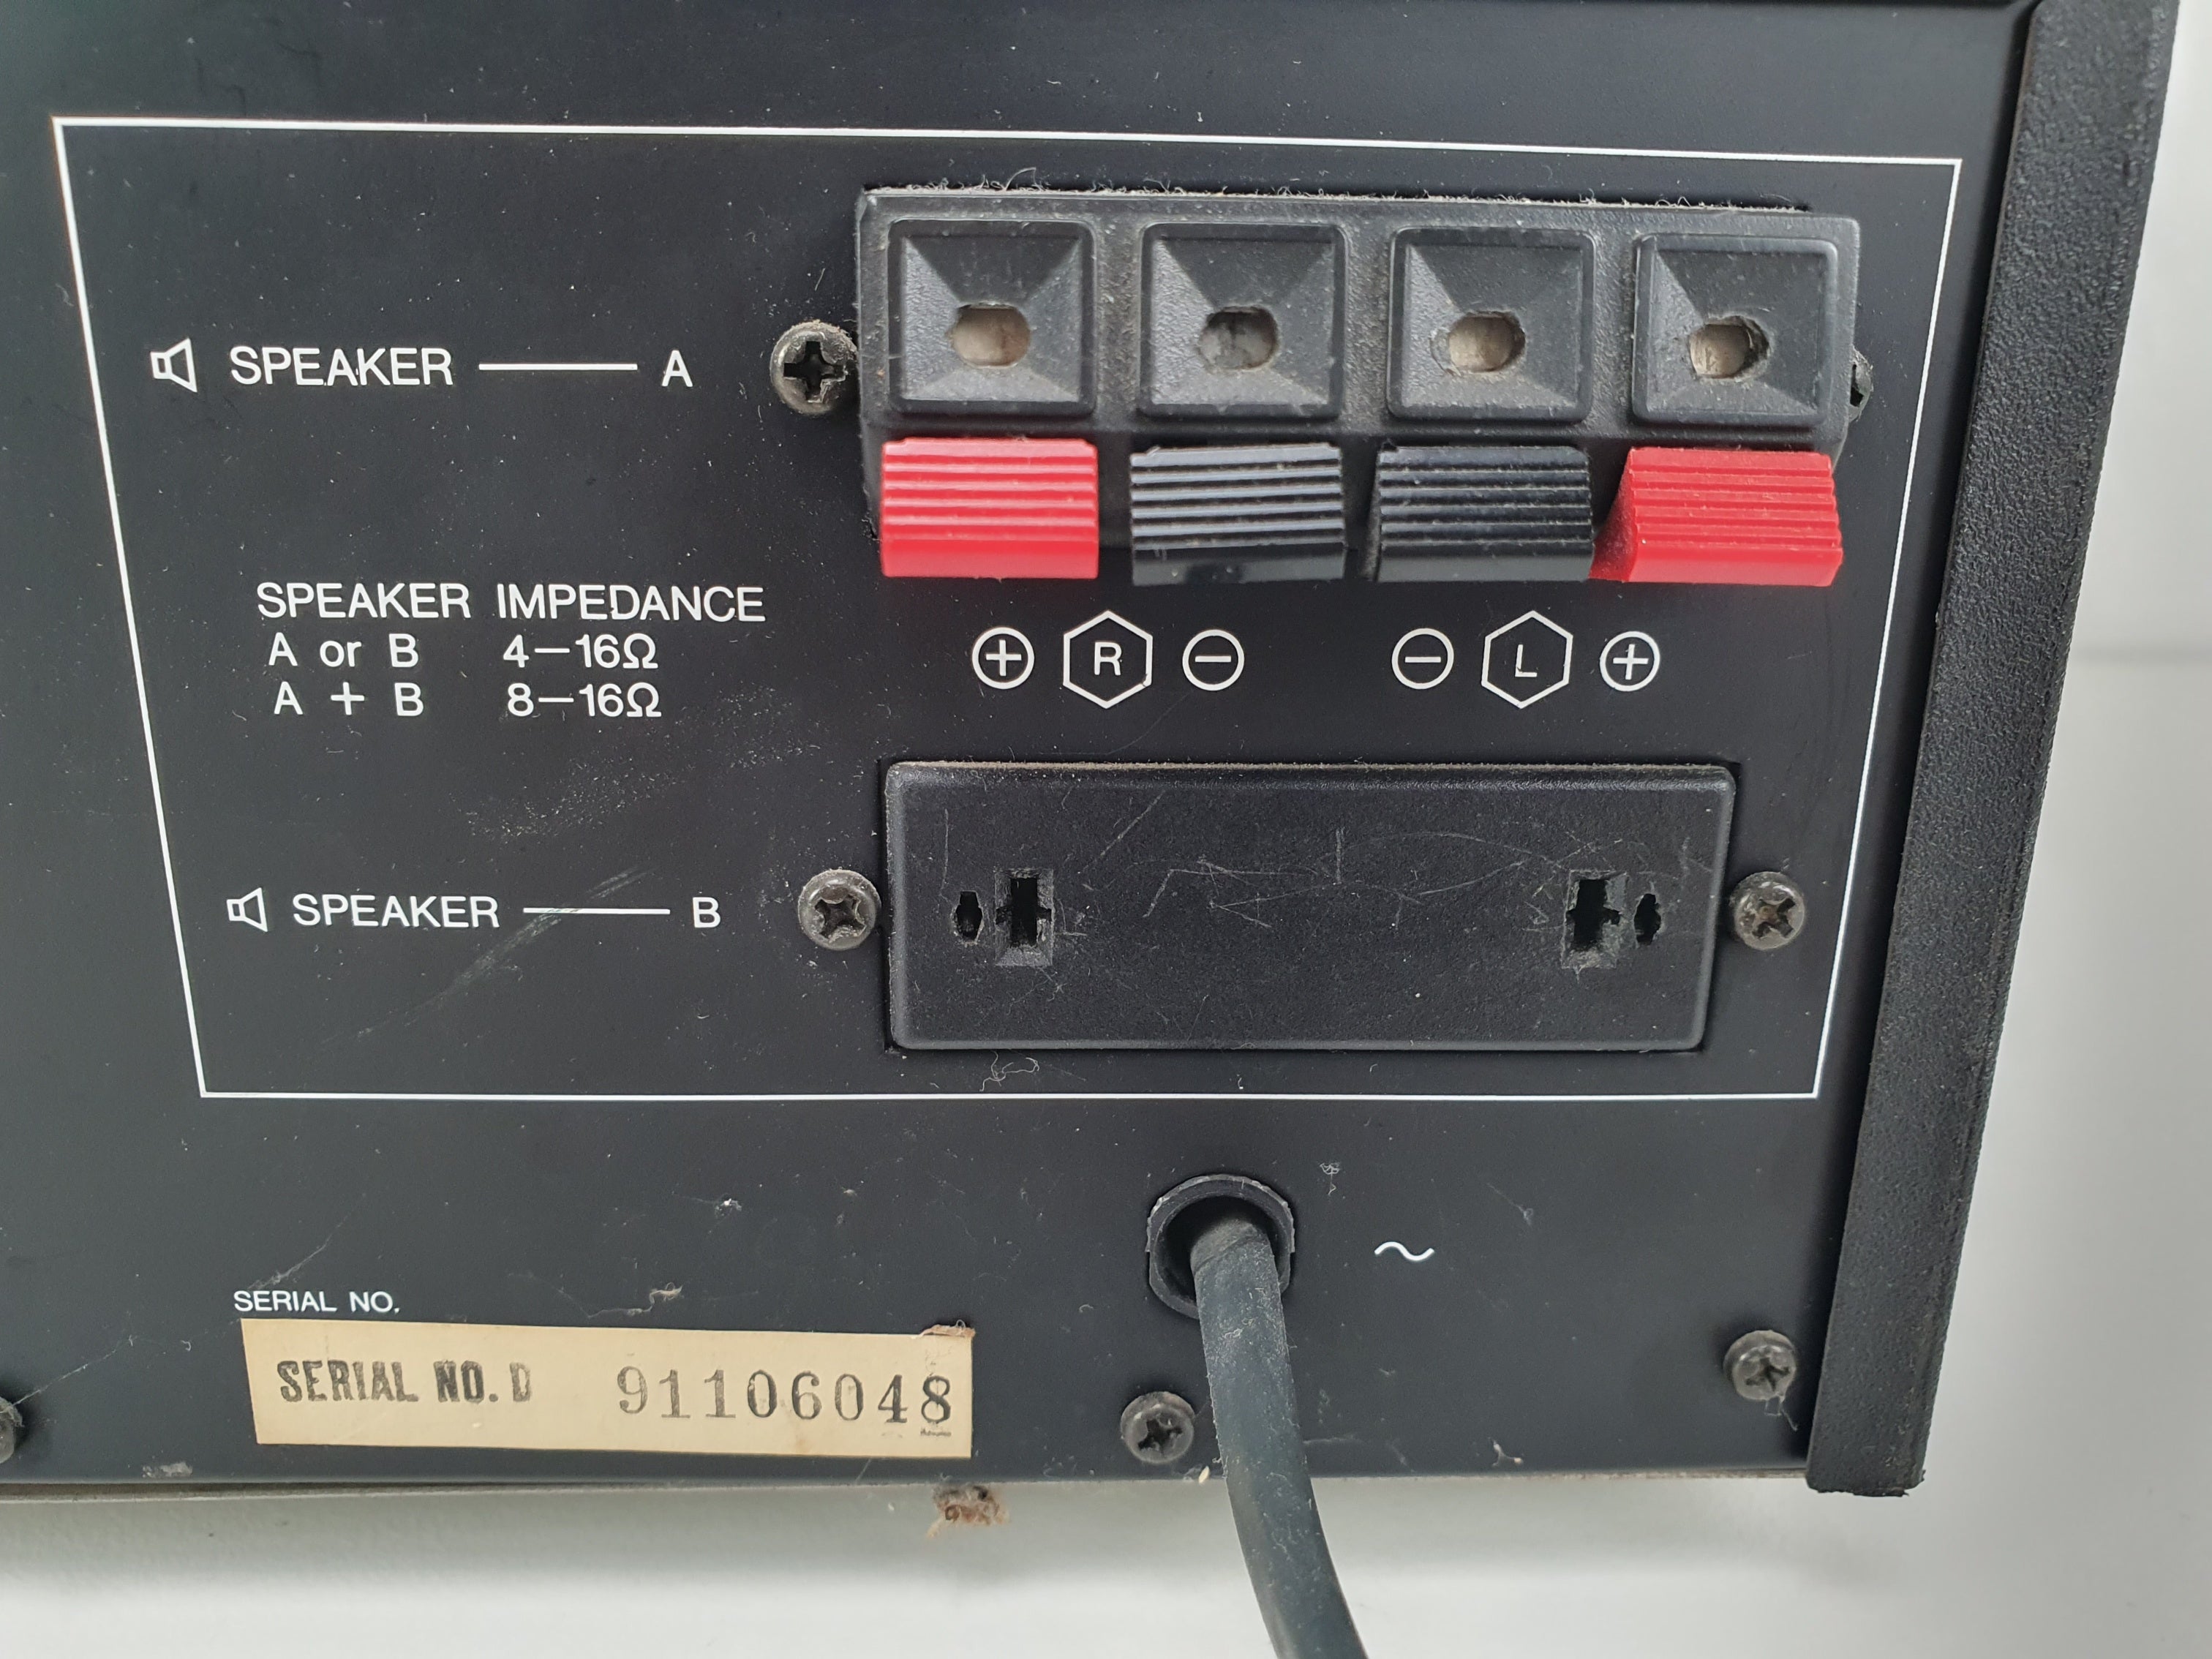 SPEAKER — A
SPEAKER IMPEDANCE
A or B 4–16Ω
A + B 8–16Ω
+ R − − L +
SPEAKER — B
~
SERIAL NO.
SERIAL NO. D 91106048